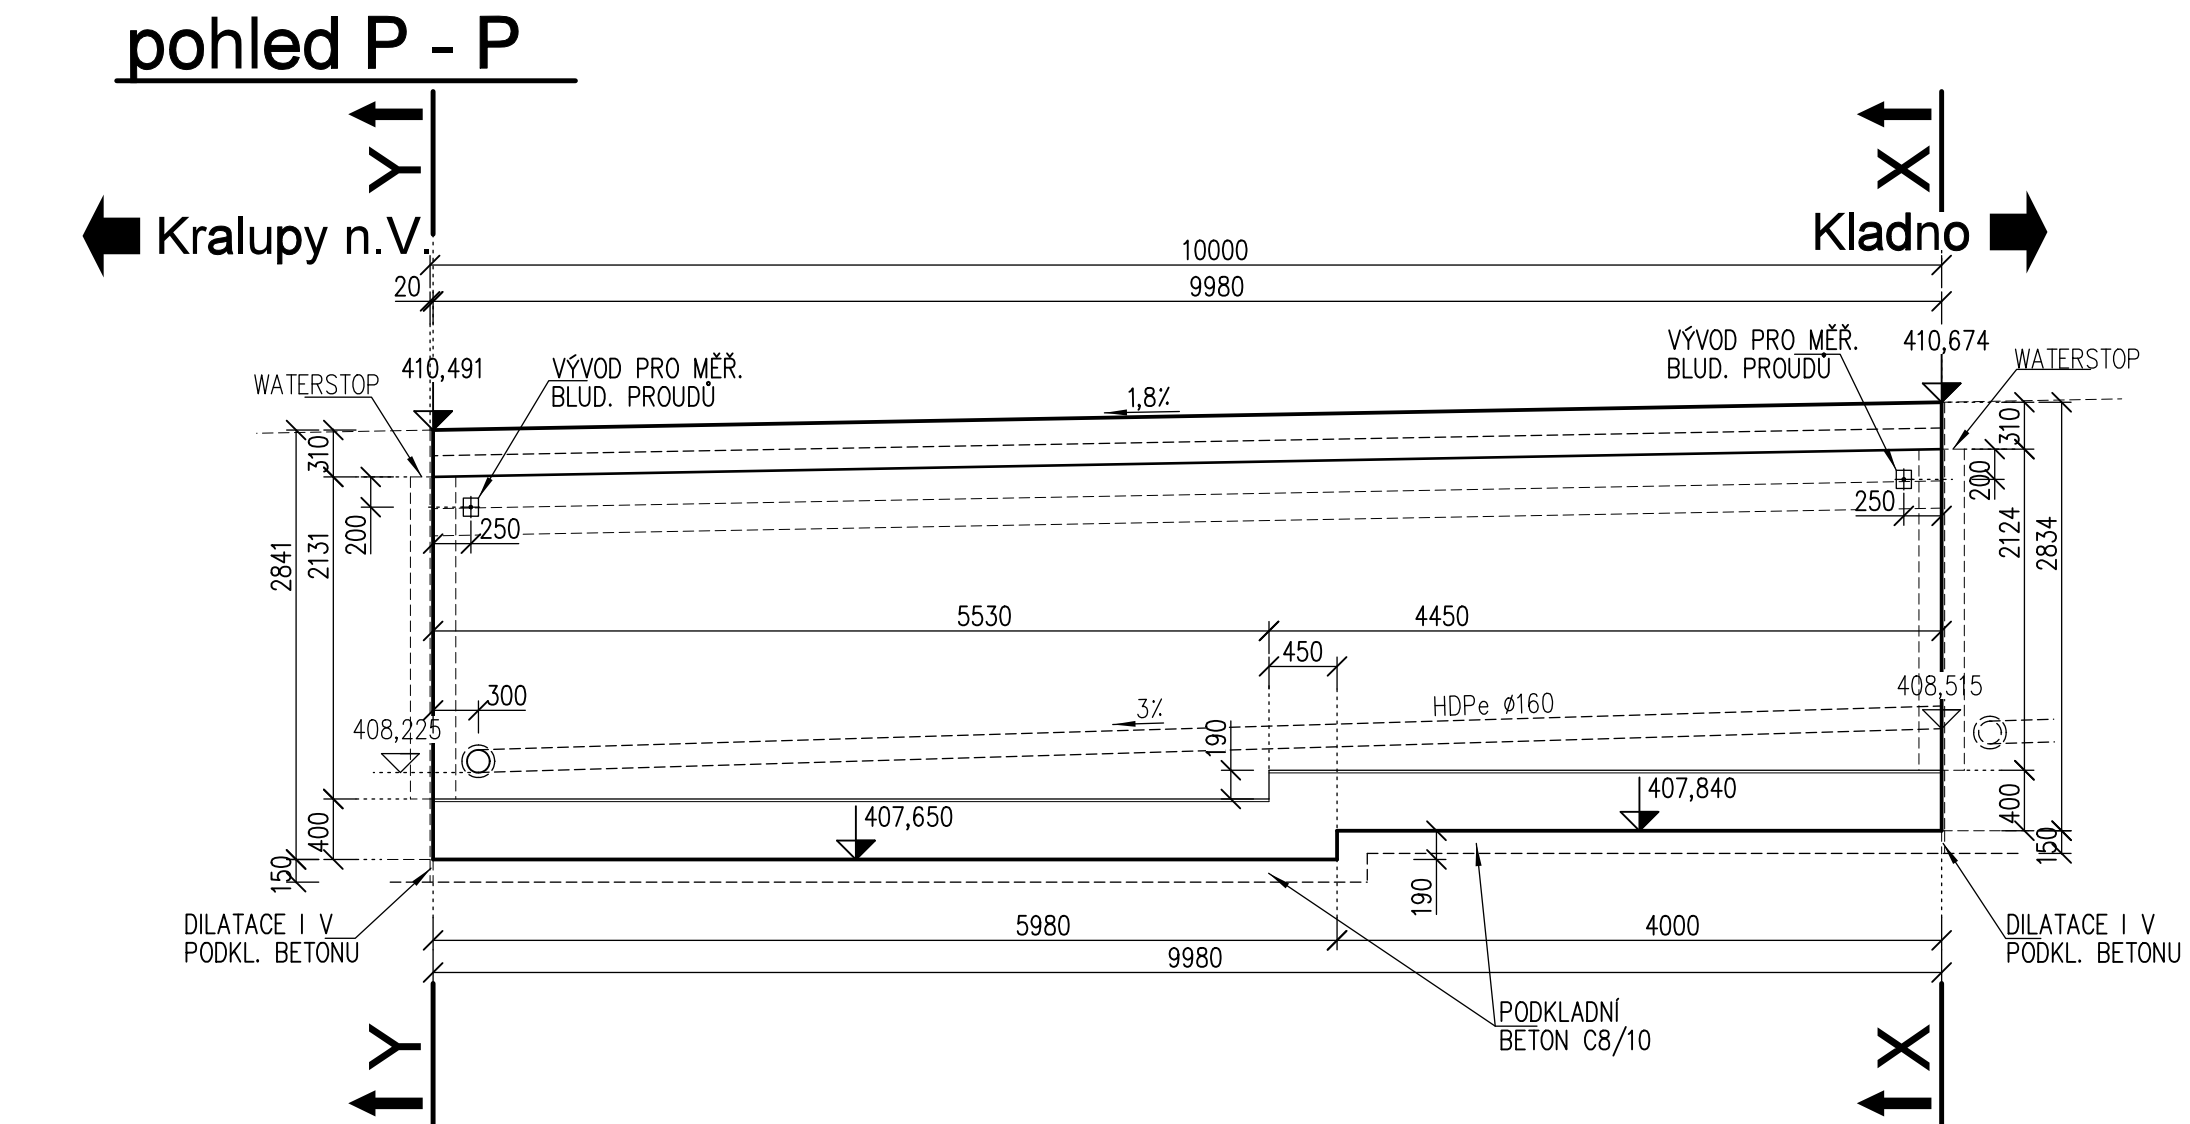 pohled P - P
Y
X
Kralupy n.V.
Kladno
10000
20
9980
410,491
VÝVOD PRO MĚŘ.
BLUD. PROUDŮ
VÝVOD PRO MĚŘ.
BLUD. PROUDŮ
410,674
WATERSTOP
WATERSTOP
1,8%
310
310
200
200
250
250
2841
2131
2124
2834
5530
4450
450
300
408,225
3%
HDPe ø160
408,515
190
407,650
407,840
400
400
150
150
190
DILATACE I V
PODKL. BETONU
5980
4000
DILATACE I V
PODKL. BETONU
9980
PODKLADNÍ
BETON C8/10
Y
X